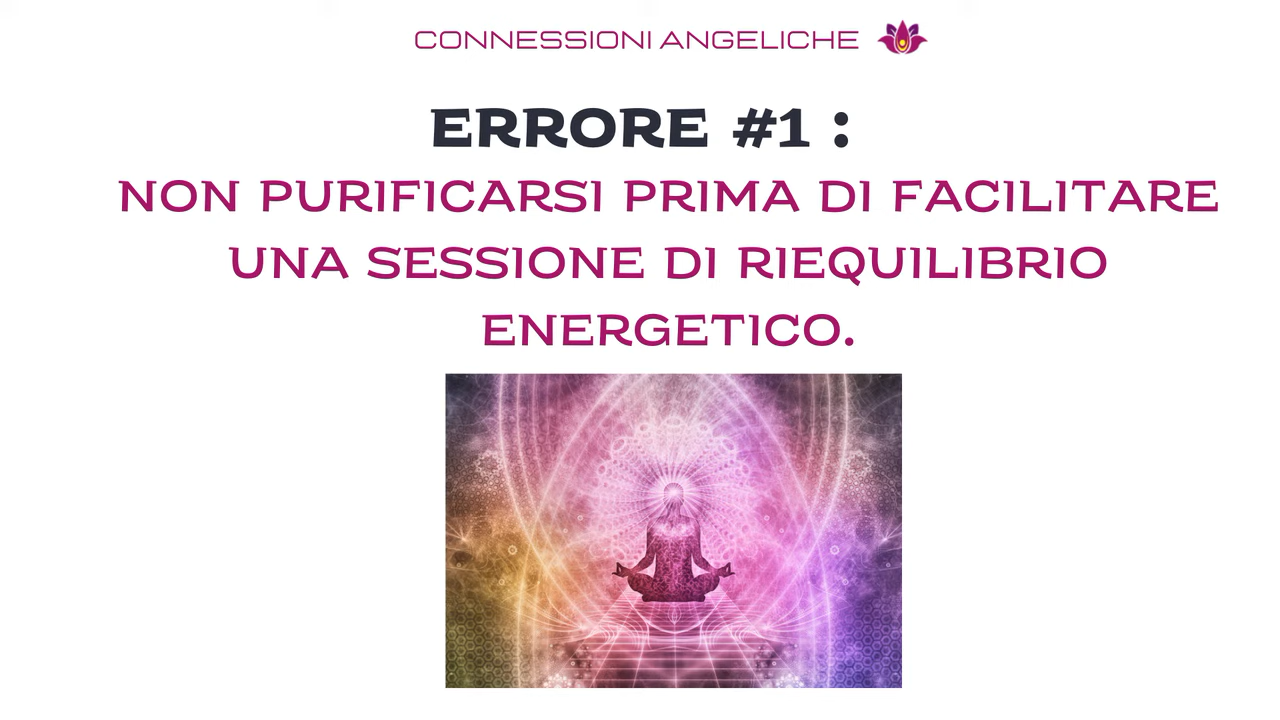 CONNESSIONI ANGELICHE
ERRORE #1 :
NON PURIFICARSI PRIMA DI FACILITARE
UNA SESSIONE DI RIEQUILIBRIO
ENERGETICO.